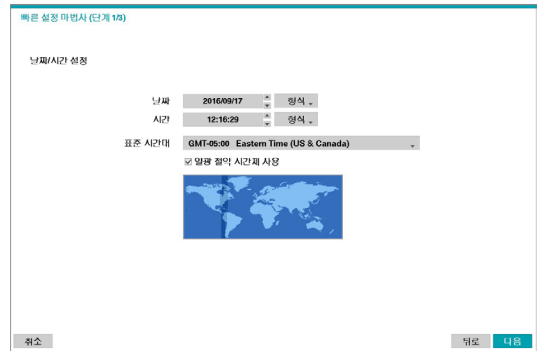 빠른 설정 마법사 (단계 1/3)
날짜/시간 설정
날짜 2016/09/17 형식
시간 12:16:29 형식
표준 시간대 GMT-05:00 Eastern Time (US & Canada)
일광 절약 시간제 사용
취소 뒤로 다음